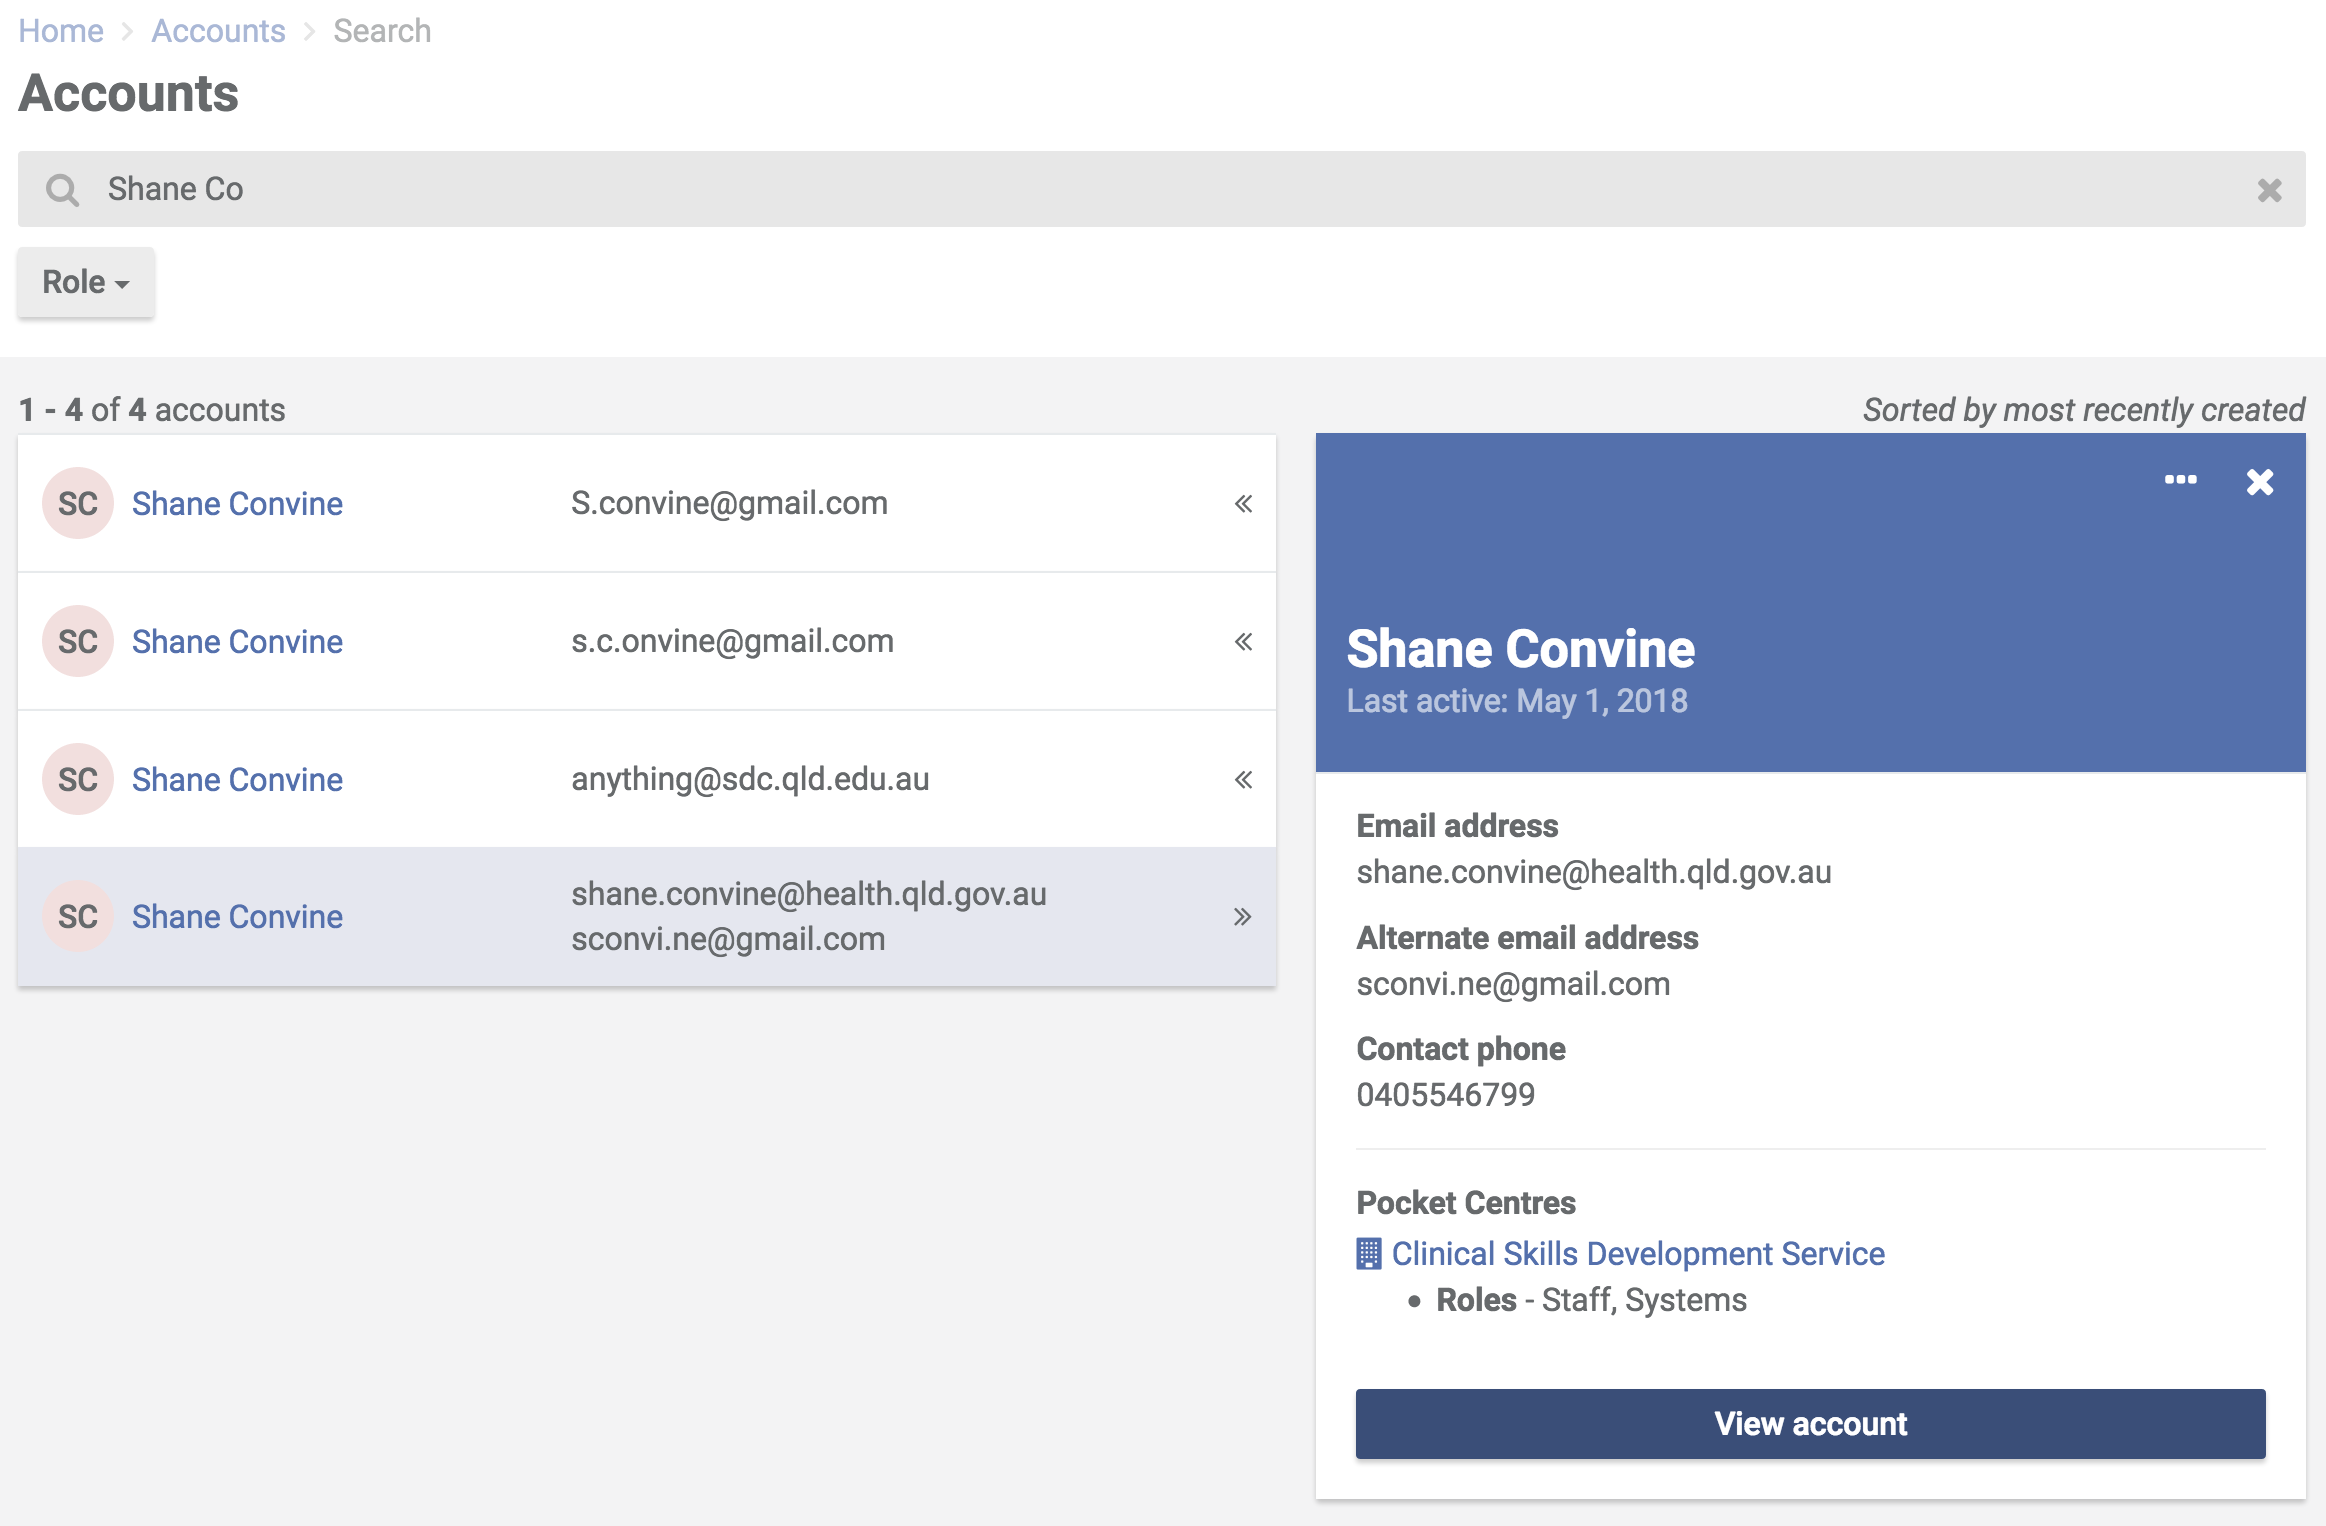 Home > Accounts > Search
Accounts
Shane Co
Role
1 - 4 of 4 accounts
Sorted by most recently created
SC Shane Convine S.convine@gmail.com
SC Shane Convine s.c.onvine@gmail.com
SC Shane Convine anything@sdc.qld.edu.au
SC Shane Convine shane.convine@health.qld.gov.au
sconvi.ne@gmail.com
Shane Convine
Last active: May 1, 2018
Email address
shane.convine@health.qld.gov.au
Alternate email address
sconvi.ne@gmail.com
Contact phone
0405546799
Pocket Centres
Clinical Skills Development Service
• Roles - Staff, Systems
View account